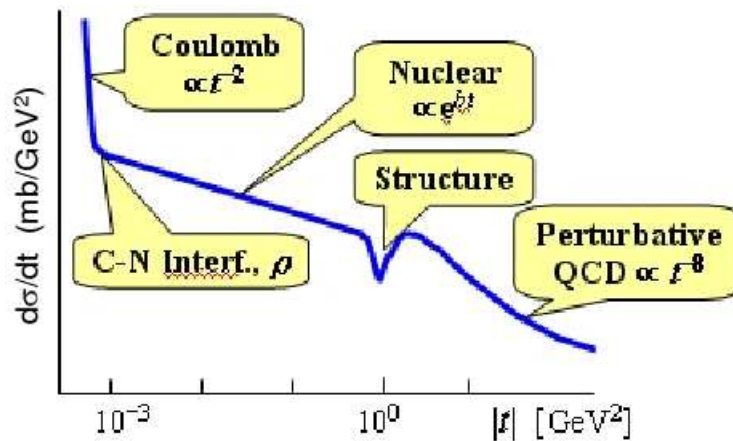 Coulomb
∝t⁻²
Nuclear
∝e^bt
Structure
C-N Interf., ρ
Perturbative
QCD ∝ t⁻⁸
dσ/dt (mb/GeV²)
10⁻³
10⁰
|t| [GeV²]